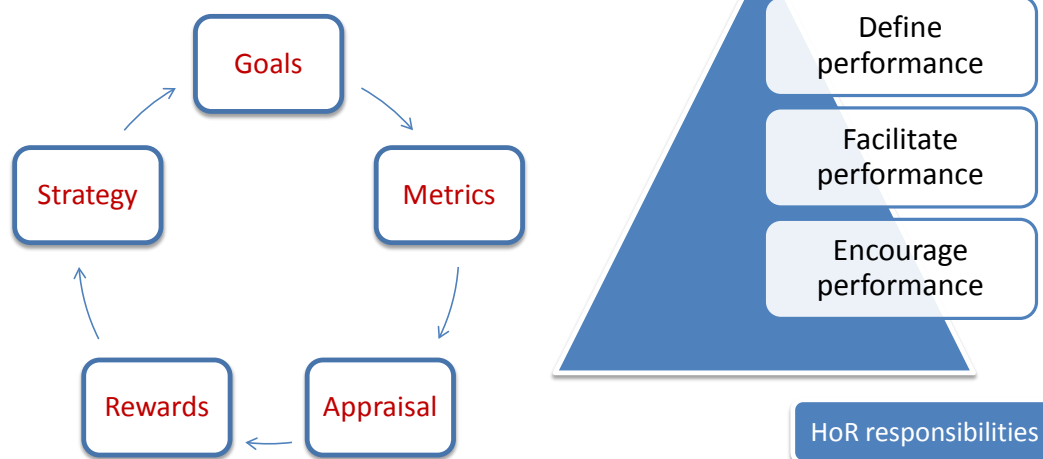 Goals
Strategy
Metrics
Rewards
Appraisal
Define
performance
Facilitate
performance
Encourage
performance
HoR responsibilities